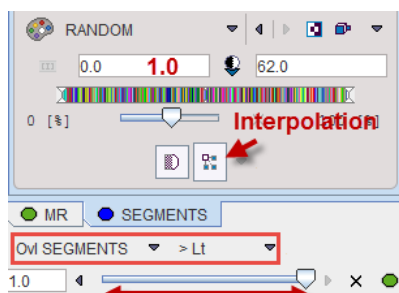 RANDOM
0.0 1.0 62.0
0 [%] Interpolation [%]
MR SEGMENTS
Ovl SEGMENTS > Lt
1.0